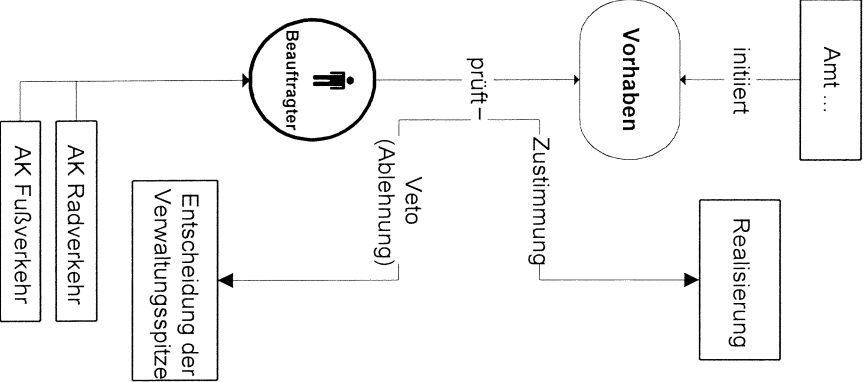 Amt ...
initiiert
Vorhaben
prüft –
Beauftragter
Zustimmung
Realisierung
Veto
(Ablehnung)
Entscheidung der
Verwaltungsspitze
AK Radverkehr
AK Fußverkehr